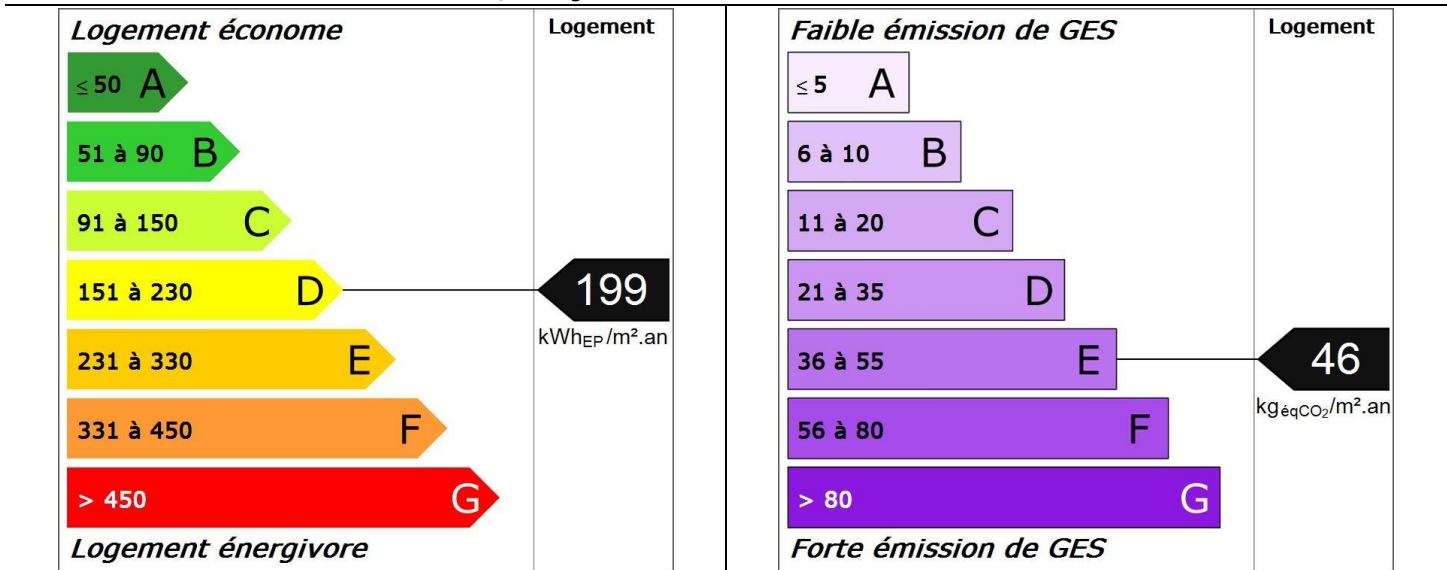 Logement économe
Logement
≤ 50 A
51 à 90 B
91 à 150 C
151 à 230 D
199
kWhEP/m².an
231 à 330 E
331 à 450 F
> 450 G
Logement énergivore
Faible émission de GES
Logement
≤ 5 A
6 à 10 B
11 à 20 C
21 à 35 D
36 à 55 E
46
kgéqCO₂/m².an
56 à 80 F
> 80 G
Forte émission de GES